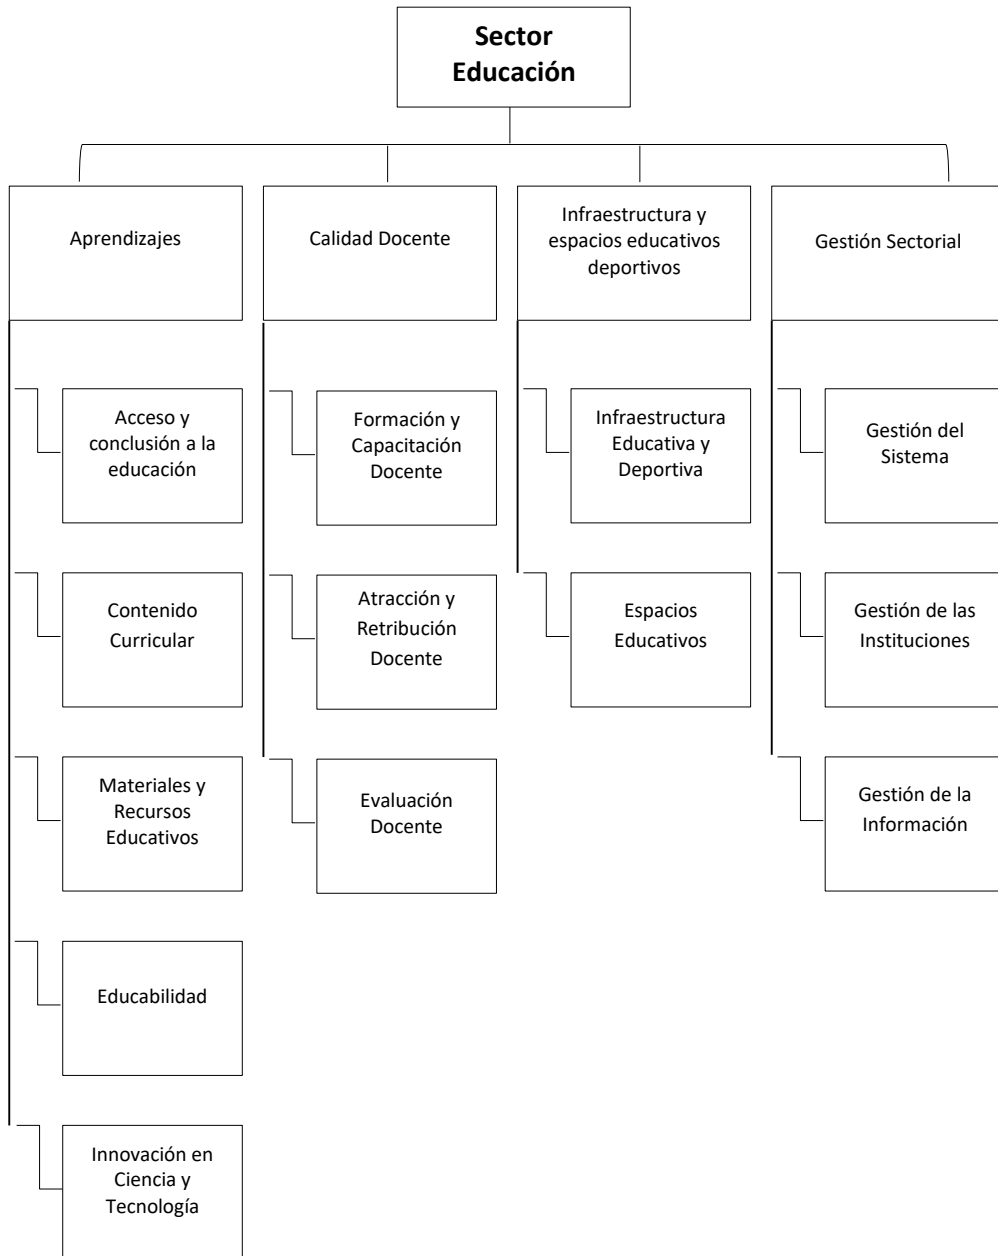 Sector
Educación
Aprendizajes
Calidad Docente
Infraestructura y
espacios educativos
deportivos
Gestión Sectorial
Acceso y
conclusión a la
educación
Contenido
Curricular
Materiales y
Recursos
Educativos
Educabilidad
Innovación en
Ciencia y
Tecnología
Formación y
Capacitación
Docente
Atracción y
Retribución
Docente
Evaluación
Docente
Infraestructura
Educativa y
Deportiva
Espacios
Educativos
Gestión del
Sistema
Gestión de las
Instituciones
Gestión de la
Información